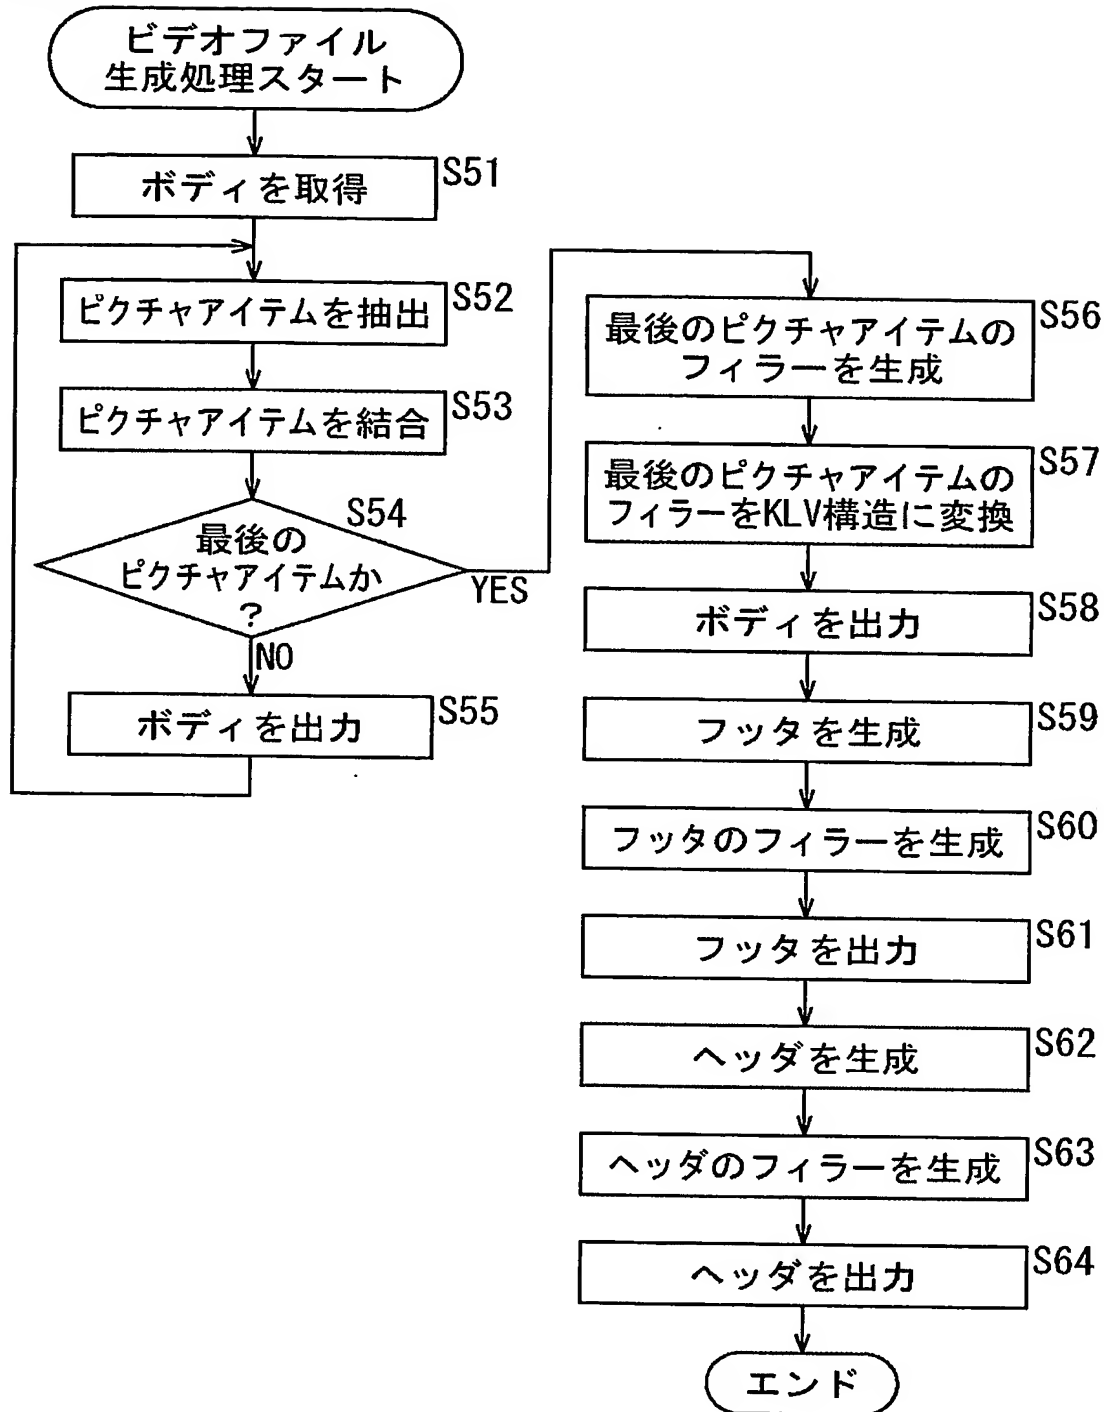 ビデオファイル
生成処理スタート
ボディを取得
S51
ピクチャアイテムを抽出
S52
ピクチャアイテムを結合
S53
S54
最後の
ピクチャアイテムか
?
YES
NO
ボディを出力
S55
最後のピクチャアイテムの
フィラーを生成
S56
最後のピクチャアイテムの
フィラーをKLV構造に変換
S57
ボディを出力
S58
フッタを生成
S59
フッタのフィラーを生成
S60
フッタを出力
S61
ヘッダを生成
S62
ヘッダのフィラーを生成
S63
ヘッダを出力
S64
エンド